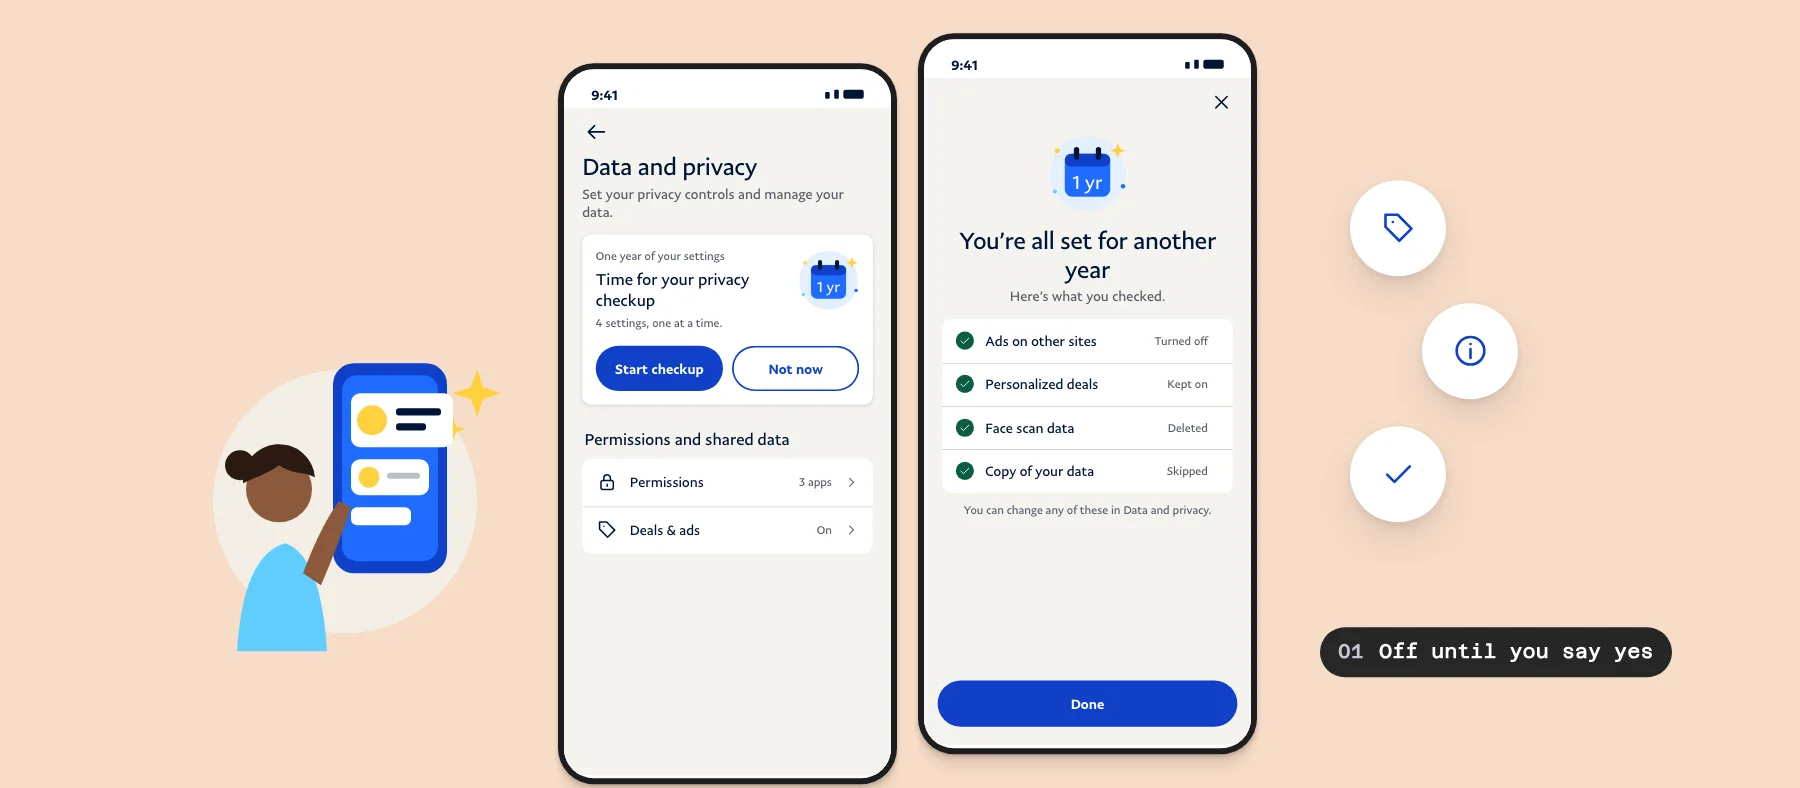 9:41
Data and privacy
Set your privacy controls and manage your
data.
One year of your settings
Time for your privacy
checkup
4 settings, one at a time.
1 yr
Start checkup
Not now
Permissions and shared data
Permissions
3 apps
Deals & ads
On
9:41
1 yr
You’re all set for another
year
Here’s what you checked.
Ads on other sites
Turned off
Personalized deals
Kept on
Face scan data
Deleted
Copy of your data
Skipped
You can change any of these in Data and privacy.
Done
01 Off until you say yes